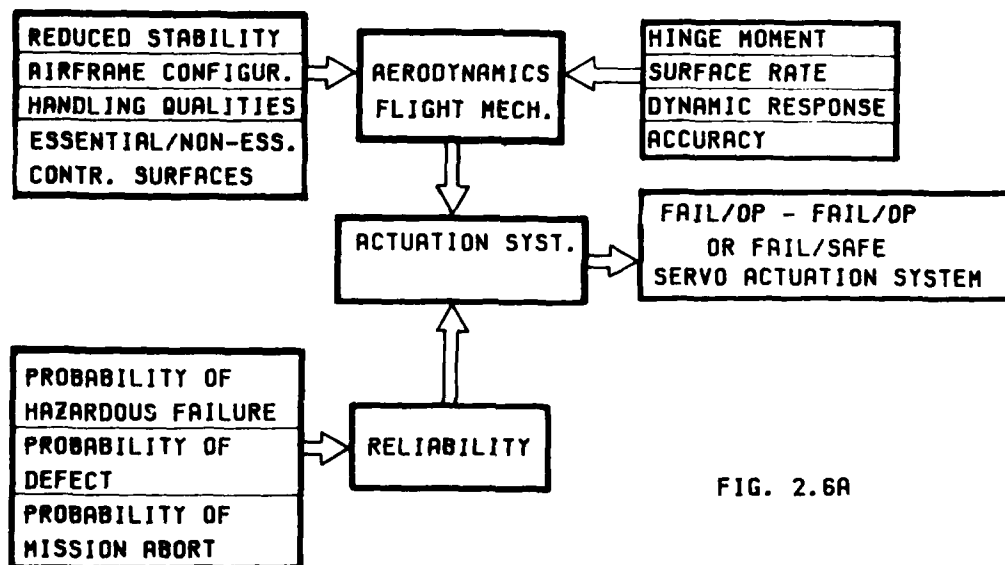 REDUCED STABILITY
AIRFRAME CONFIGUR.
HANDLING QUALITIES
ESSENTIAL/NON-ESS.
CONTR. SURFACES
AERODYNAMICS
FLIGHT MECH.
HINGE MOMENT
SURFACE RATE
DYNAMIC RESPONSE
ACCURACY
ACTUATION SYST.
FAIL/OP - FAIL/OP
OR FAIL/SAFE
SERVO ACTUATION SYSTEM
PROBABILITY OF
HAZARDOUS FAILURE
PROBABILITY OF
DEFECT
PROBABILITY OF
MISSION ABORT
RELIABILITY
FIG. 2.6A